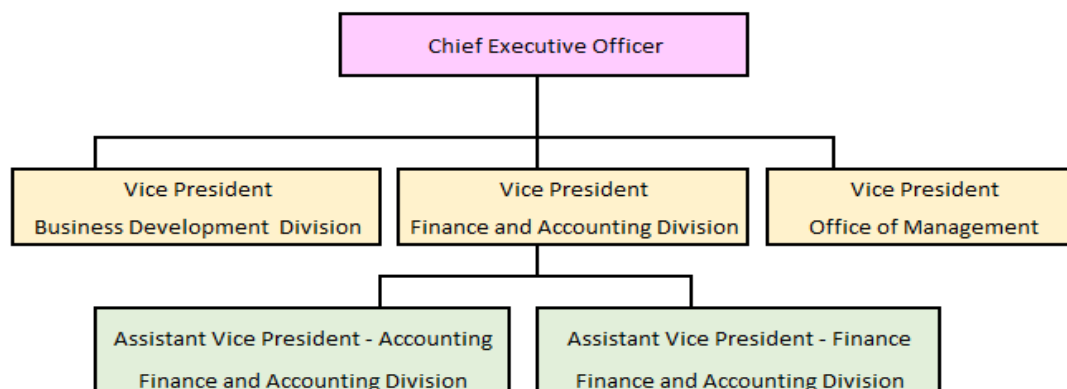 Chief Executive Officer
Vice President
Business Development Division
Vice President
Finance and Accounting Division
Vice President
Office of Management
Assistant Vice President - Accounting
Finance and Accounting Division
Assistant Vice President - Finance
Finance and Accounting Division